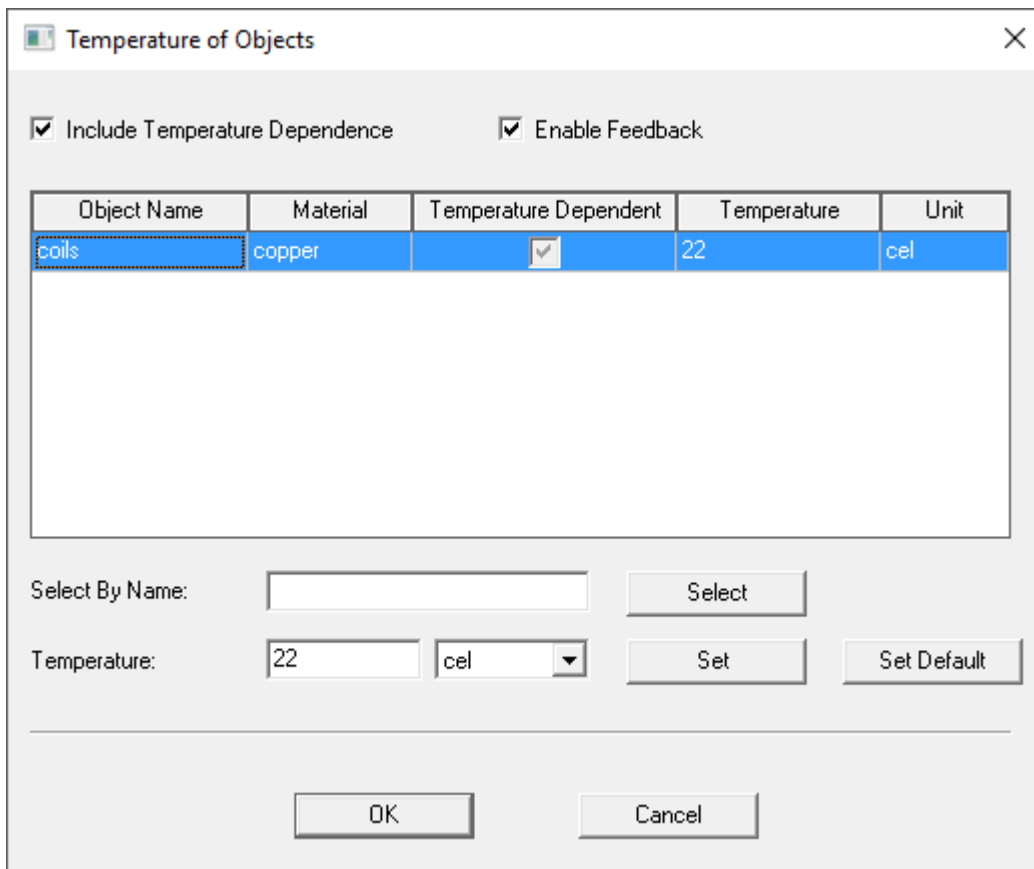 Temperature of Objects
Include Temperature Dependence Enable Feedback
Object Name Material Temperature Dependent Temperature Unit
coils copper 22 cel
Select By Name: Select
Temperature: 22 cel Set Set Default
OK Cancel